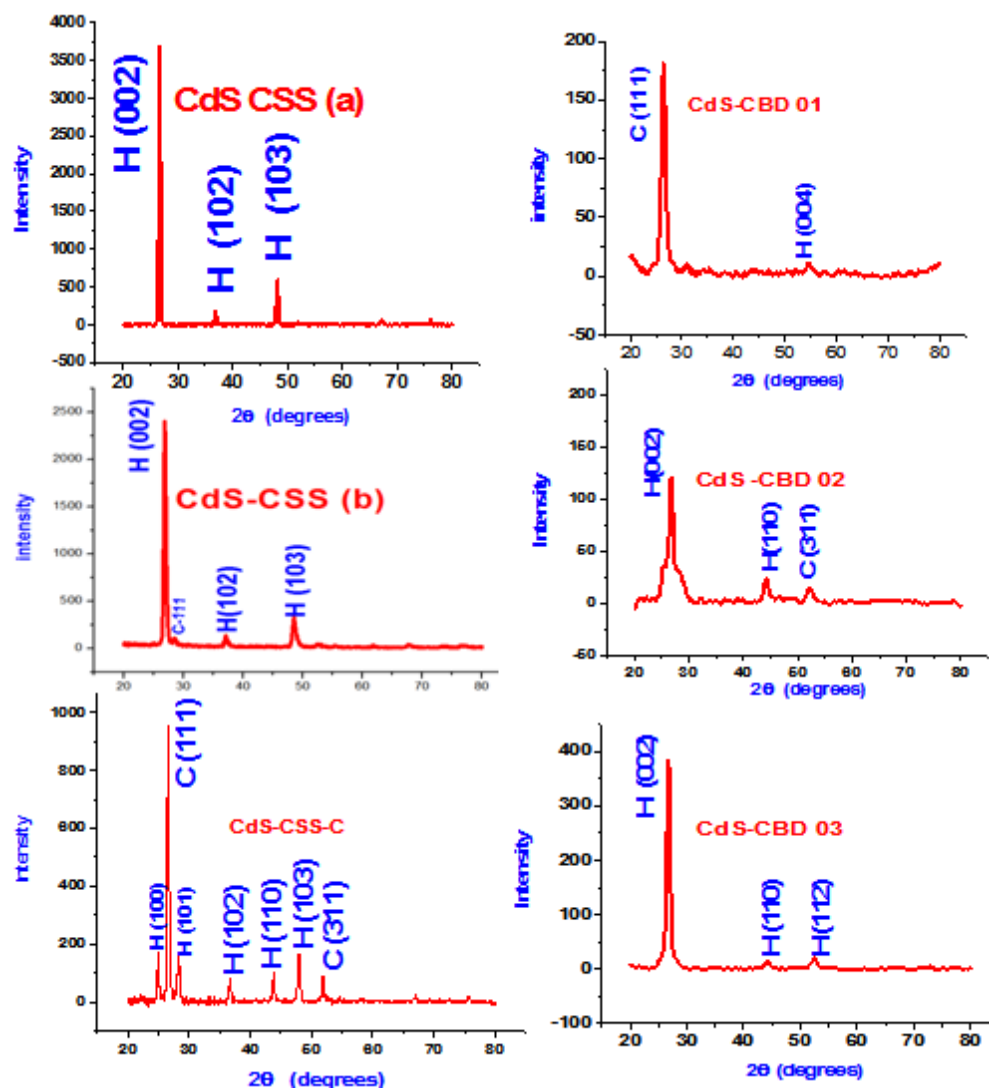 4000
3500
3000
2500
2000
1500
1000
500
0
-500
Intensity
H (002)
CdS CSS (a)
H (102)
H (103)
20 30 40 50 60 70 80
2θ (degrees)
200
150
100
50
0
-50
intensity
C (111)
CdS-CBD 01
H (004)
20 30 40 50 60 70 80
2θ (degrees)
2500
2000
1500
1000
500
0
intensity
H (002)
CdS-CSS (b)
C-111
H(102)
H (103)
20 30 40 50 60 70 80
2θ (degrees)
200
150
100
50
0
-50
Intensity
H(002)
CdS -CBD 02
H(110)
C (311)
20 30 40 50 60 70 80
2θ (degrees)
1000
800
600
400
200
0
Intensity
C (111)
CdS-CSS-C
H (100)
H (101)
H (102)
H (110)
H (103)
C (311)
20 30 40 50 60 70 80
2θ (degrees)
400
300
200
100
0
-100
Intensity
H (002)
CdS-CBD 03
H(110)
H(112)
20 30 40 50 60 70 80
2θ (degrees)